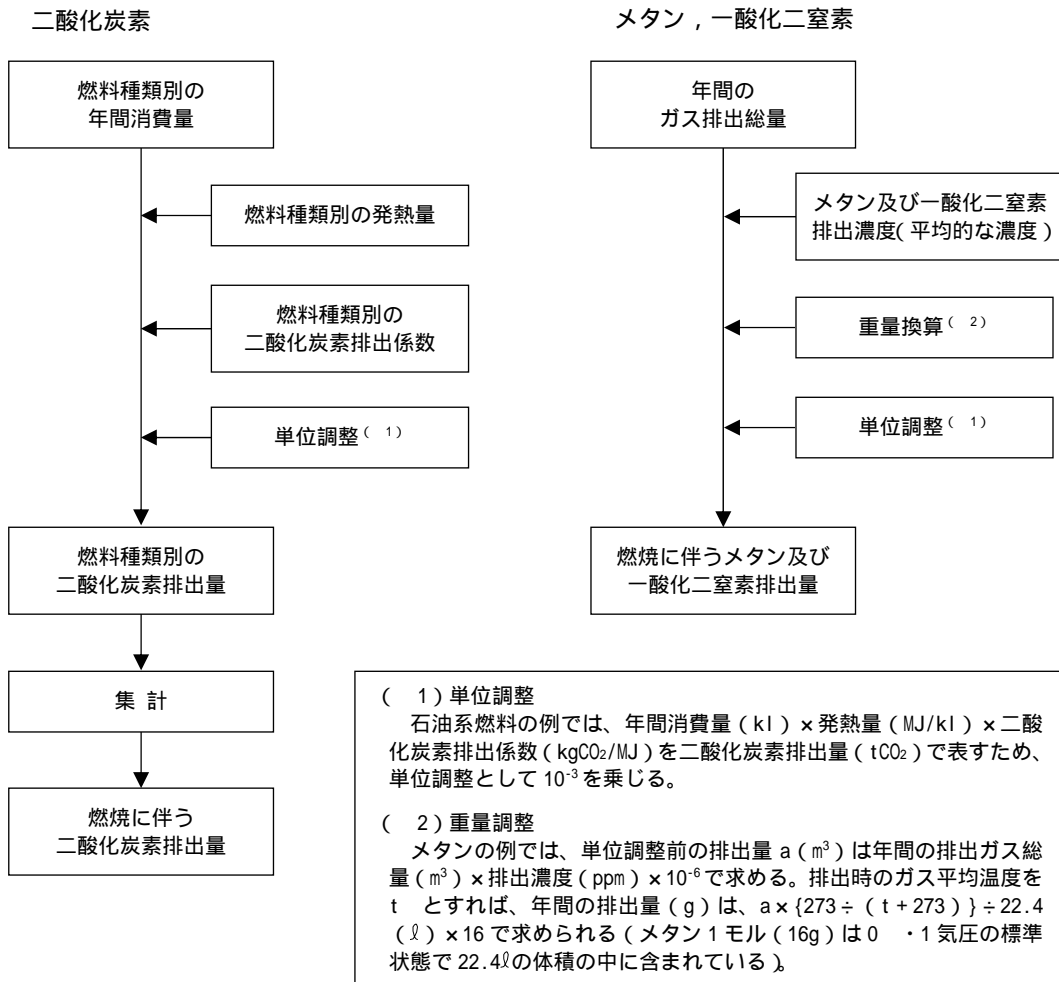 二酸化炭素
燃料種類別の
年間消費量
燃料種類別の発熱量
燃料種類別の
二酸化炭素排出係数
単位調整( 1)
燃料種類別の
二酸化炭素排出量
集 計
燃焼に伴う
二酸化炭素排出量
メタン，一酸化二窒素
年間の
ガス排出総量
メタン及び一酸化二窒素
排出濃度(平均的な濃度)
重量換算( 2)
単位調整( 1)
燃焼に伴うメタン及び
一酸化二窒素排出量
( 1)単位調整
石油系燃料の例では、年間消費量(kl)×発熱量(MJ/kl)×二酸
化炭素排出係数(kgCO₂/MJ)を二酸化炭素排出量(tCO₂)で表すため、
単位調整として10⁻³を乗じる。
( 2)重量調整
メタンの例では、単位調整前の排出量 a(m³)は年間の排出ガス総
量(m³)×排出濃度(ppm)×10⁻⁶で求める。排出時のガス平均温度を
t とすれば、年間の排出量(g)は、a×{273÷(t+273)}÷22.4
(ℓ)×16で求められる(メタン1モル(16g)は0 ・1気圧の標準
状態で22.4ℓの体積の中に含まれている)。